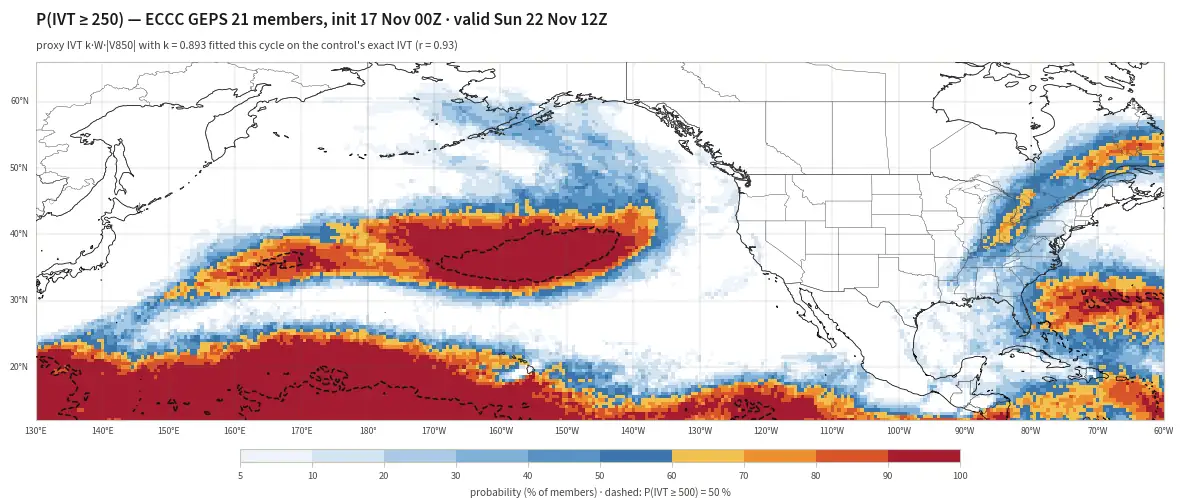 P(IVT ≥ 250) — ECCC GEPS 21 members, init 17 Nov 00Z · valid Sun 22 Nov 12Z
proxy IVT k·W·|V850| with k = 0.893 fitted this cycle on the control's exact IVT (r = 0.93)
60°N
50°N
40°N
30°N
20°N
130°E 140°E 150°E 160°E 170°E 180° 170°W 160°W 150°W 140°W 130°W 120°W 110°W 100°W 90°W 80°W 70°W 60°W
5 10 20 30 40 50 60 70 80 90 100
probability (% of members) · dashed: P(IVT ≥ 500) = 50 %